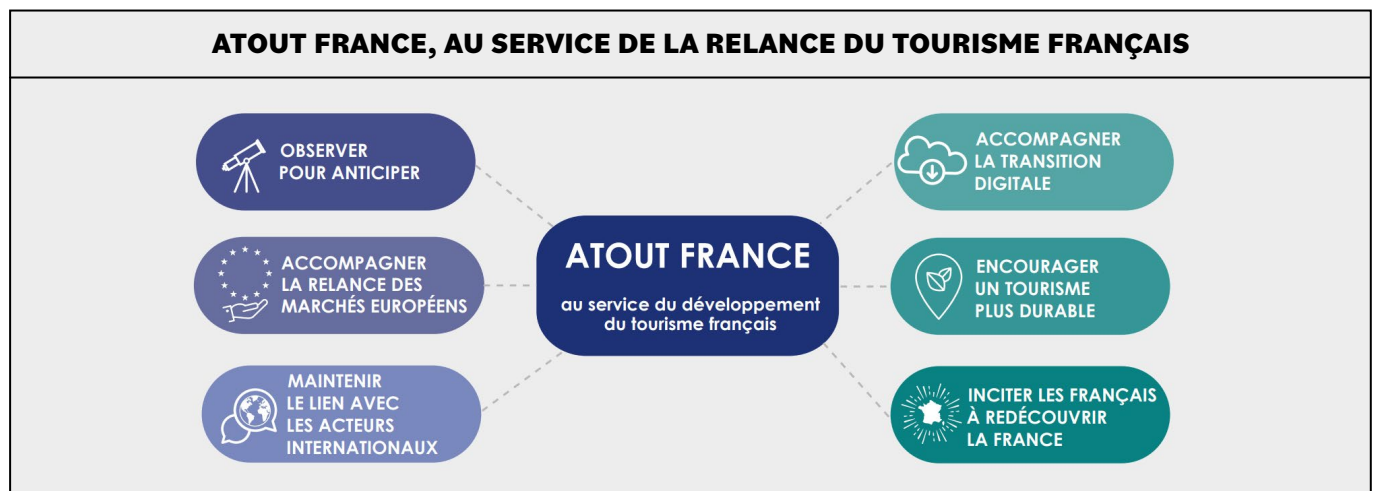 ATOUT FRANCE, AU SERVICE DE LA RELANCE DU TOURISME FRANÇAIS
OBSERVER
POUR ANTICIPER
ACCOMPAGNER
LA RELANCE DES
MARCHÉS EUROPÉENS
MAINTENIR
LE LIEN AVEC
LES ACTEURS
INTERNATIONAUX
ATOUT FRANCE
au service du développement
du tourisme français
ACCOMPAGNER
LA TRANSITION
DIGITALE
ENCOURAGER
UN TOURISME
PLUS DURABLE
INCITER LES FRANÇAIS
À REDÉCOUVRIR
LA FRANCE